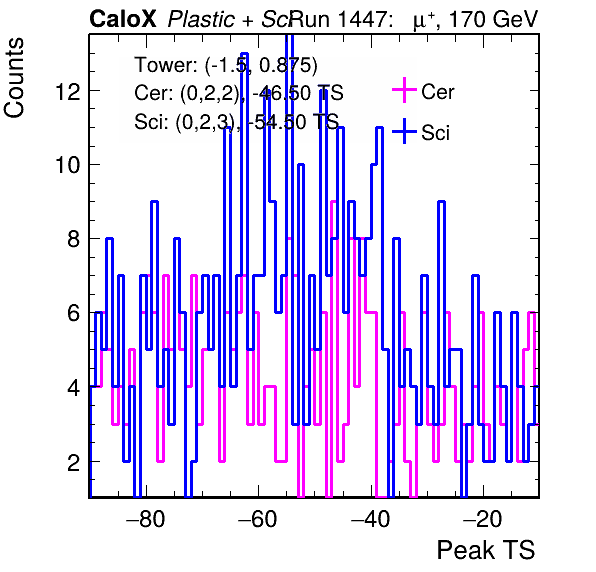 CaloX Plastic + Sci Run 1447: μ⁺, 170 GeV
Counts
Tower: (-1.5, 0.875)
Cer: (0,2,2), -46.50 TS
Sci: (0,2,3), -54.50 TS
Cer
Sci
12
10
8
6
4
2
−80 −60 −40 −20
Peak TS